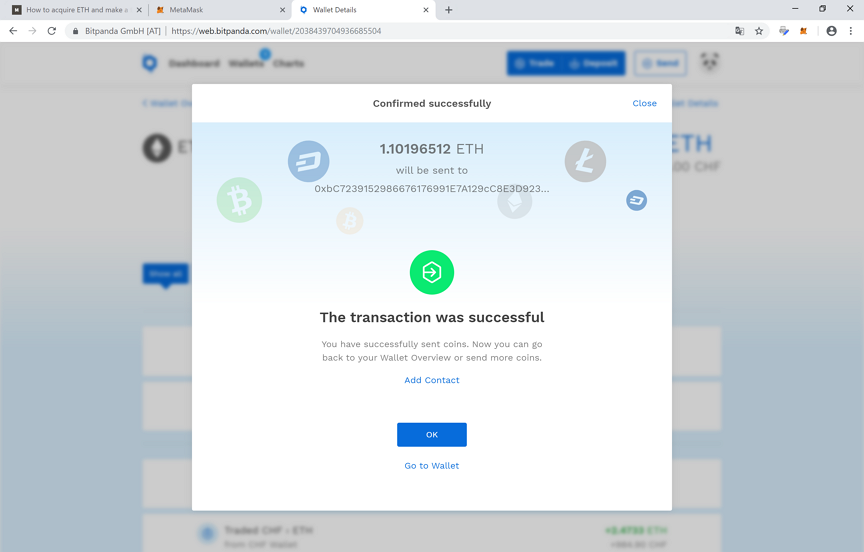 How to acquire ETH and make a
MetaMask
Wallet Details
Bitpanda GmbH [AT]
https://web.bitpanda.com/wallet/2038439704936685504
Dashboard
Wallets
Charts
Trade
Deposit
Send
Confirmed successfully
Close
ETH
1.10196512 ETH
will be sent to
0xbC7239152986676176991E7A129cC8E3D923...
The transaction was successful
You have successfully sent coins. Now you can go
back to your Wallet Overview or send more coins.
Add Contact
Show all
OK
Go to Wallet
Traded CHF - ETH
from CHF Wallet